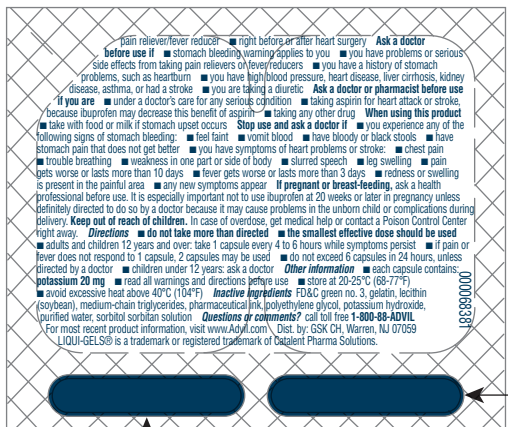 pain reliever/fever reducer ■ right before or after heart surgery Ask a doctor
before use if ■ stomach bleeding warning applies to you ■ you have problems or serious
side effects from taking pain relievers or fever reducers ■ you have a history of stomach
problems, such as heartburn ■ you have high blood pressure, heart disease, liver cirrhosis, kidney
disease, asthma, or had a stroke ■ you are taking a diuretic Ask a doctor or pharmacist before use
if you are ■ under a doctor's care for any serious condition ■ taking aspirin for heart attack or stroke,
because ibuprofen may decrease this benefit of aspirin ■ taking any other drug When using this product
■ take with food or milk if stomach upset occurs Stop use and ask a doctor if ■ you experience any of the
following signs of stomach bleeding: ■ feel faint ■ vomit blood ■ have bloody or black stools ■ have
stomach pain that does not get better ■ you have symptoms of heart problems or stroke: ■ chest pain
■ trouble breathing ■ weakness in one part or side of body ■ slurred speech ■ leg swelling ■ pain
gets worse or lasts more than 10 days ■ fever gets worse or lasts more than 3 days ■ redness or swelling
is present in the painful area ■ any new symptoms appear If pregnant or breast-feeding, ask a health
professional before use. It is especially important not to use ibuprofen at 20 weeks or later in pregnancy unless
definitely directed to do so by a doctor because it may cause problems in the unborn child or complications during
delivery. Keep out of reach of children. In case of overdose, get medical help or contact a Poison Control Center
right away. Directions ■ do not take more than directed ■ the smallest effective dose should be used
■ adults and children 12 years and over: take 1 capsule every 4 to 6 hours while symptoms persist ■ if pain or
fever does not respond to 1 capsule, 2 capsules may be used ■ do not exceed 6 capsules in 24 hours, unless
directed by a doctor ■ children under 12 years: ask a doctor Other information ■ each capsule contains:
potassium 20 mg ■ read all warnings and directions before use ■ store at 20-25°C (68-77°F)
■ avoid excessive heat above 40°C (104°F) Inactive ingredients FD&C green no. 3, gelatin, lecithin
(soybean), medium-chain triglycerides, pharmaceutical ink, polyethylene glycol, potassium hydroxide,
purified water, sorbitol sorbitan solution Questions or comments? call toll free 1-800-88-ADVIL
For most recent product information, visit www.Advil.com Dist. by: GSK CH, Warren, NJ 07059
LIQUI-GELS® is a trademark or registered trademark of Catalent Pharma Solutions.
000068381